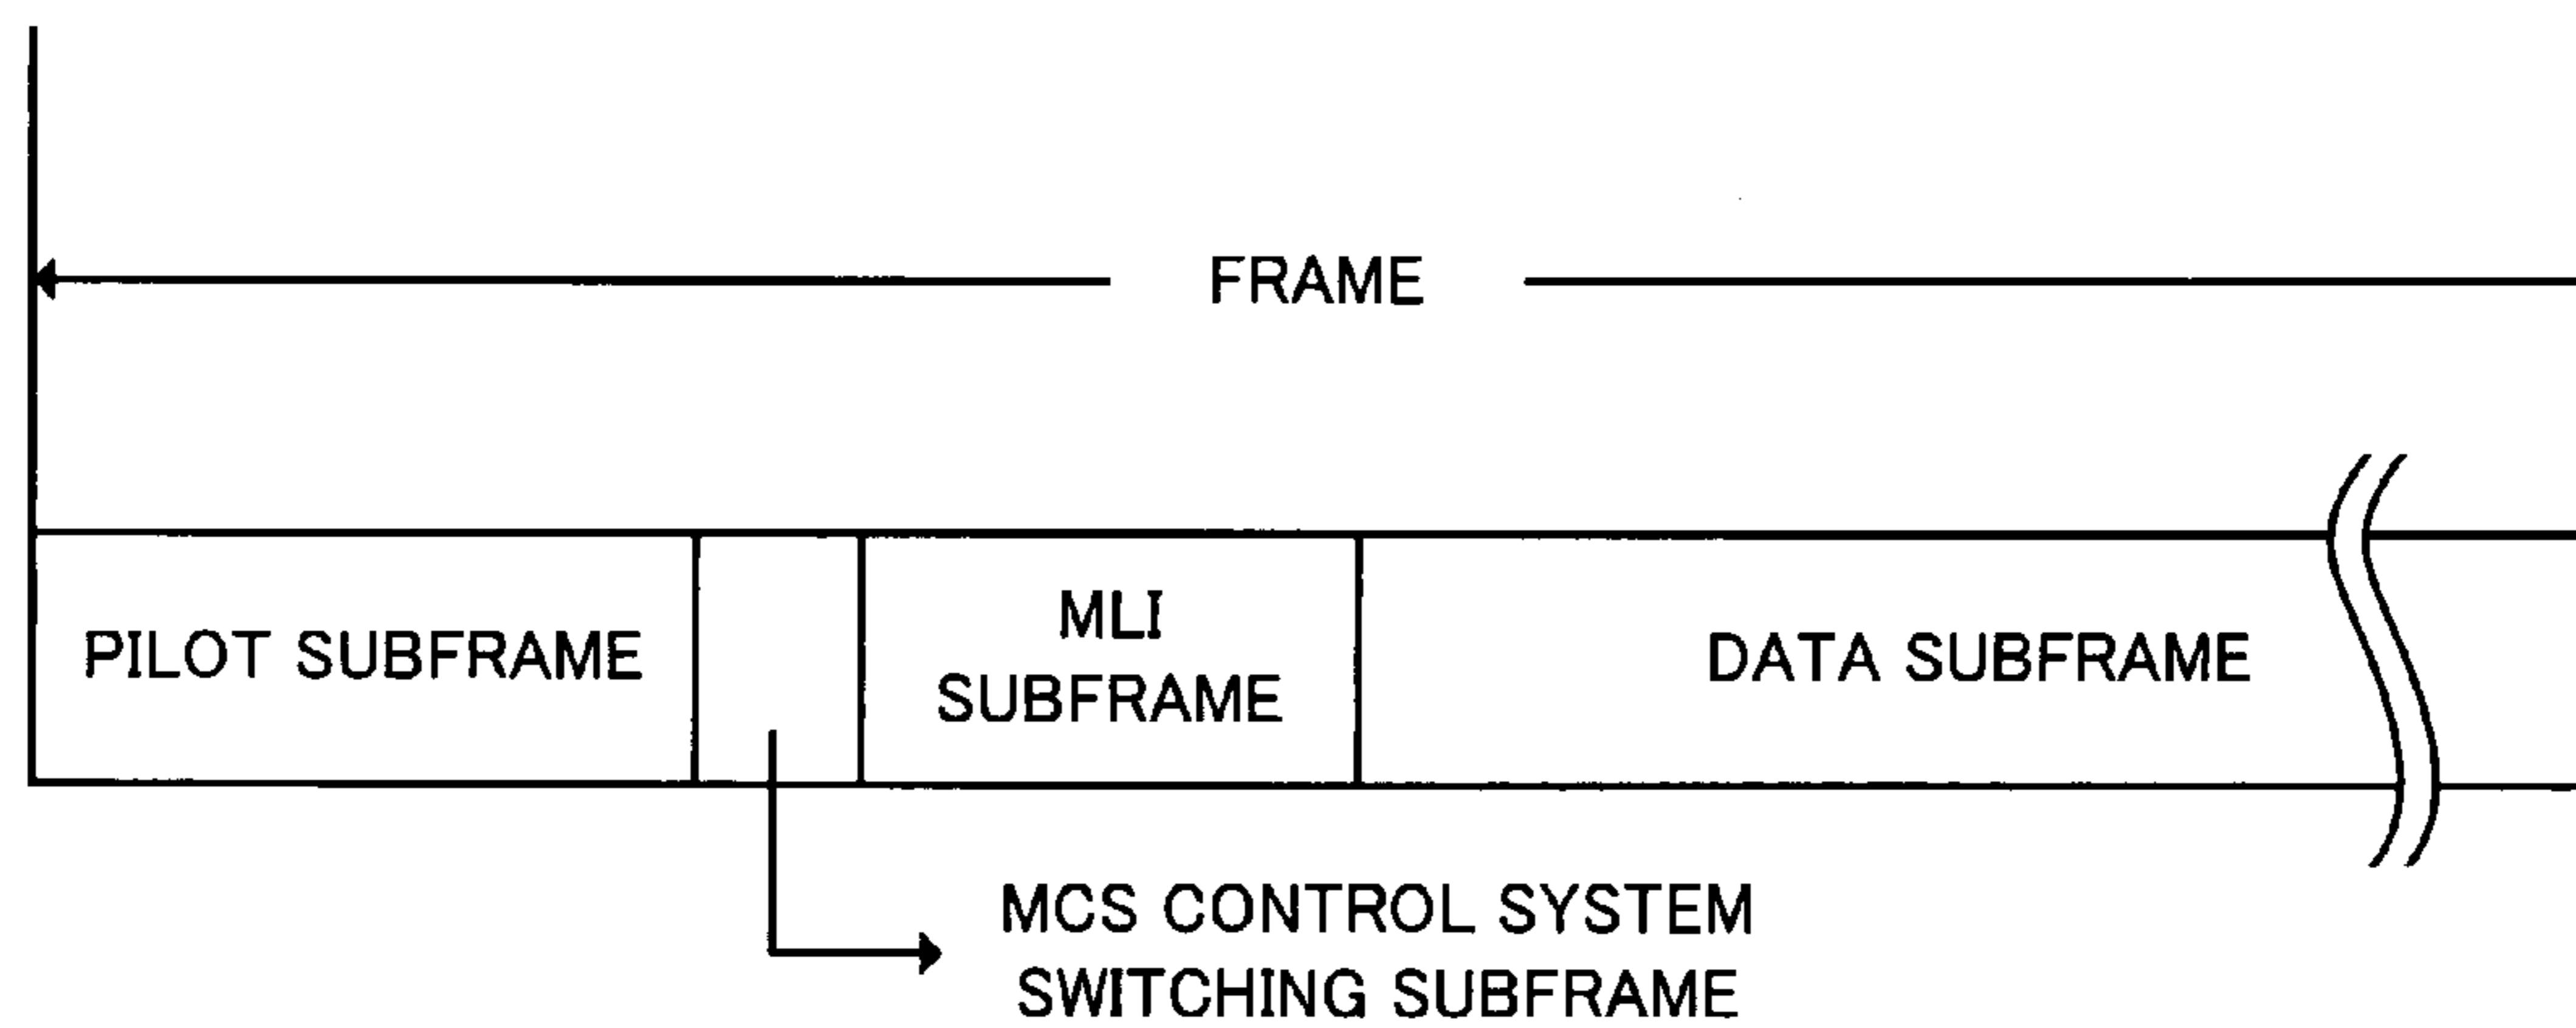 FRAME
PILOT SUBFRAME
MLI
SUBFRAME
DATA SUBFRAME
MCS CONTROL SYSTEM
SWITCHING SUBFRAME